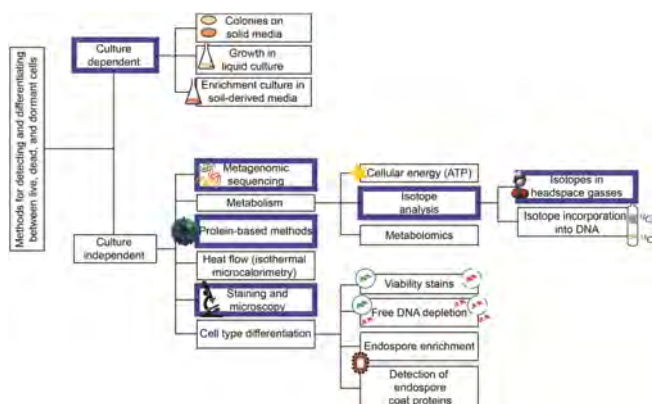 Methods for detecting and differentiating
between live, dead, and dormant cells
Culture
dependent
Colonies on
solid media
Growth in
liquid culture
Enrichment culture in
soil-derived media
Culture
independent
Metagenomic
sequencing
Metabolism
Protein-based methods
Heat flow (isothermal
microcalorimetry)
Staining and
microscopy
Cell type differentiation
Cellular energy (ATP)
Isotope
analysis
Metabolomics
Isotopes in
headspace gasses
Isotope incorporation
into DNA
Viability stains
Free DNA depletion
Endospore enrichment
Detection of
endospore
coat proteins